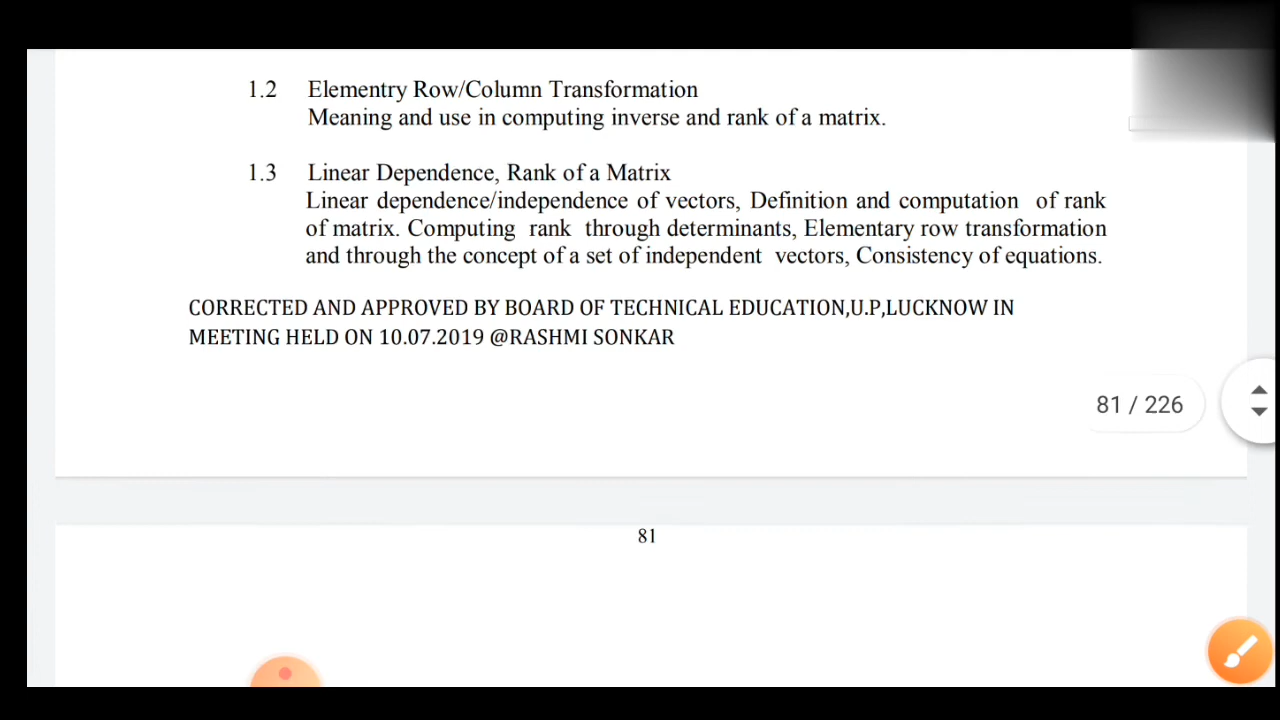 1.2 Elementry Row/Column Transformation
Meaning and use in computing inverse and rank of a matrix.
1.3 Linear Dependence, Rank of a Matrix
Linear dependence/independence of vectors, Definition and computation of rank
of matrix. Computing rank through determinants, Elementary row transformation
and through the concept of a set of independent vectors, Consistency of equations.
CORRECTED AND APPROVED BY BOARD OF TECHNICAL EDUCATION,U.P,LUCKNOW IN
MEETING HELD ON 10.07.2019 @RASHMI SONKAR
81 / 226
81